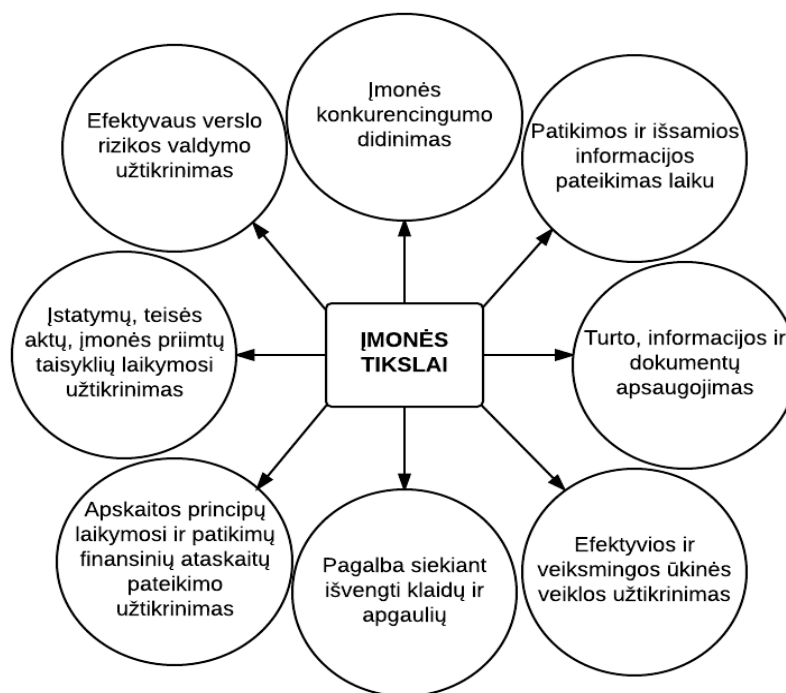 Įmonės
konkurencingumo
didinimas
Efektyvaus verslo
rizikos valdymo
užtikrinimas
Patikimos ir išsamios
informacijos
pateikimas laiku
Įstatymų, teisės
aktų, įmonės priimtų
taisyklių laikymosi
užtikrinimas
ĮMONĖS
TIKSLAI
Turto, informacijos ir
dokumentų
apsaugojimas
Apskaitos principų
laikymosi ir patikimų
finansinių ataskaitų
pateikimo
užtikrinimas
Pagalba siekiant
išvengti klaidų ir
apgaulių
Efektyvios ir
veiksmingos ūkinės
veiklos užtikrinimas